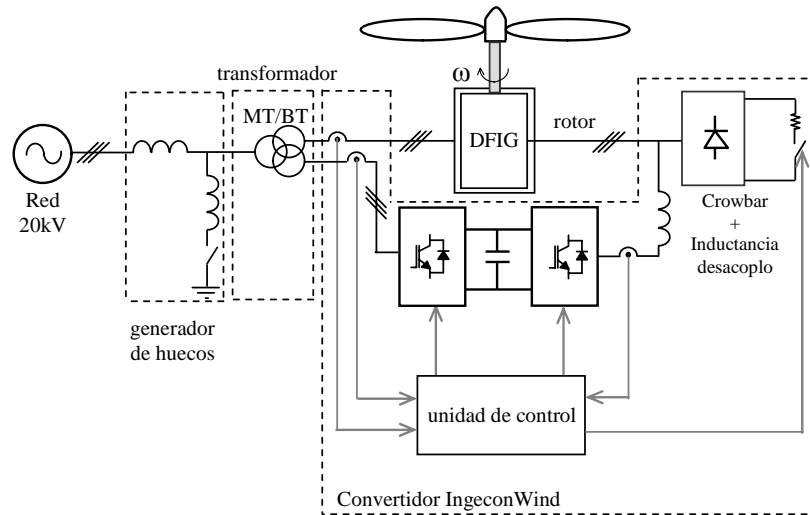 transformador
MT/BT
ω
DFIG
rotor
Red
20kV
Crowbar
+
Inductancia
desacoplo
generador
de huecos
unidad de control
Convertidor IngeconWind